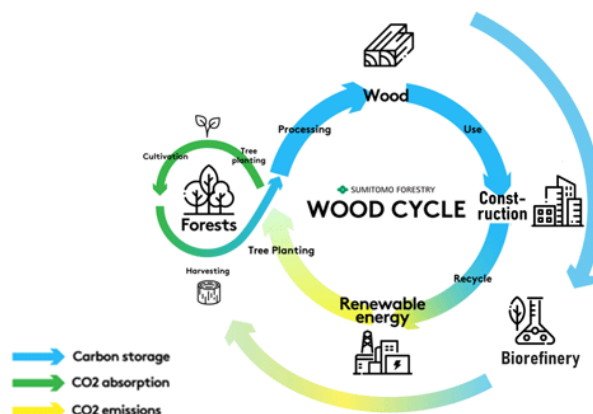 Wood
Processing
Use
Cultivation
Tree
planting
Forests
SUMITOMO FORESTRY
WOOD CYCLE
Const-
ruction
Harvesting
Tree Planting
Recycle
Renewable
energy
Biorefinery
Carbon storage
CO2 absorption
CO2 emissions